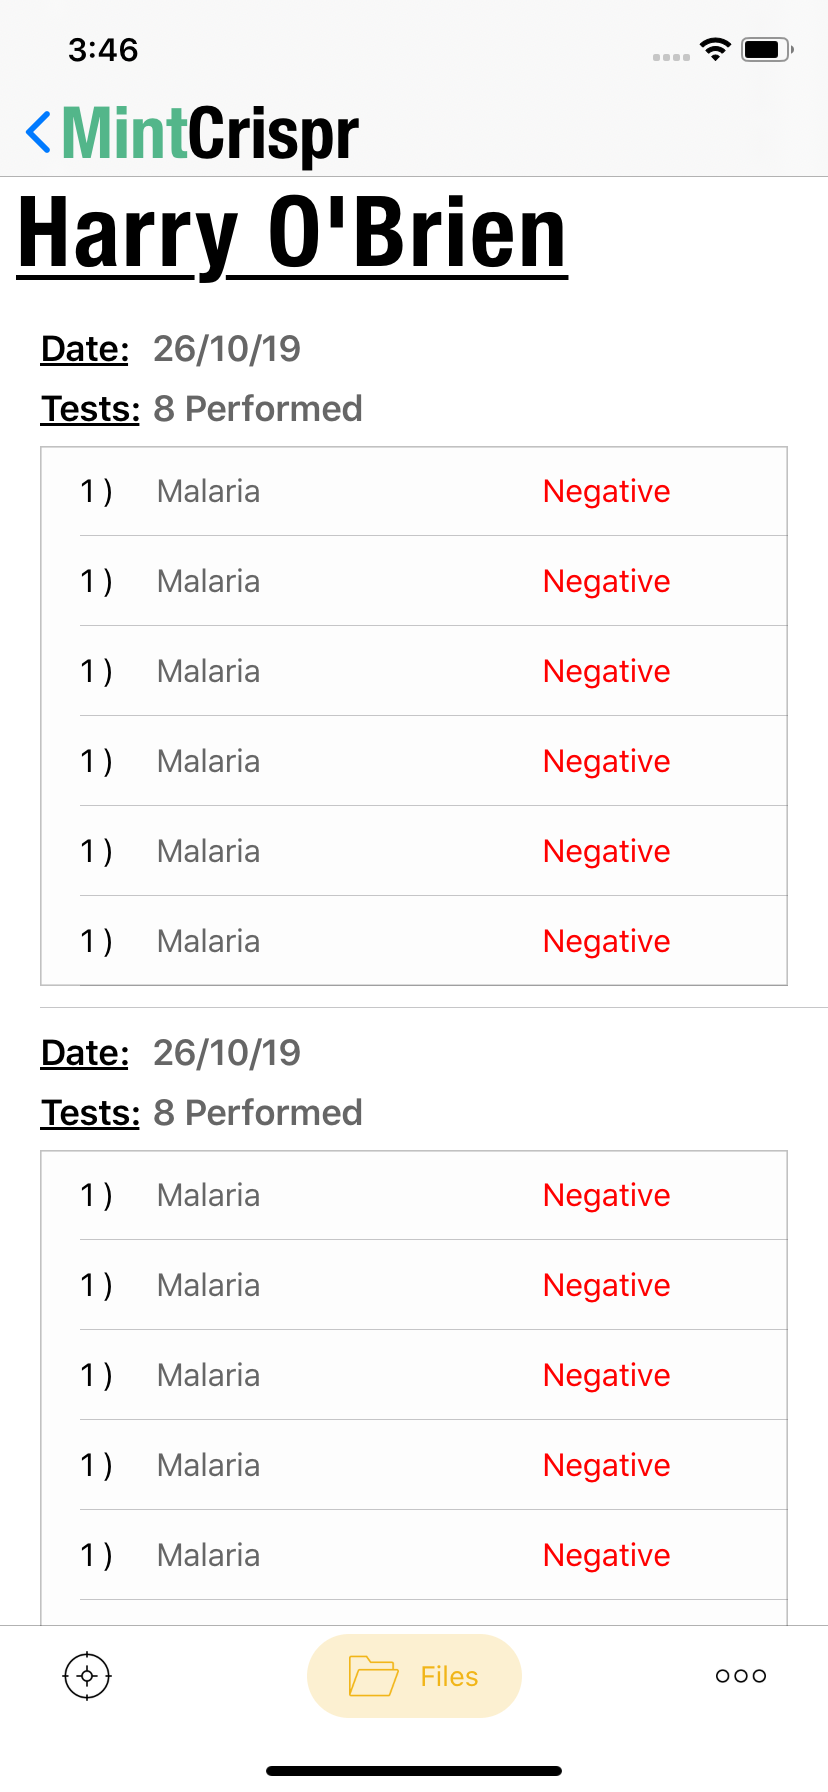 3:46
MintCrispr
Harry O'Brien
Date: 26/10/19
Tests: 8 Performed
1) Malaria Negative
1) Malaria Negative
1) Malaria Negative
1) Malaria Negative
1) Malaria Negative
1) Malaria Negative
Date: 26/10/19
Tests: 8 Performed
1) Malaria Negative
1) Malaria Negative
1) Malaria Negative
1) Malaria Negative
1) Malaria Negative
Files